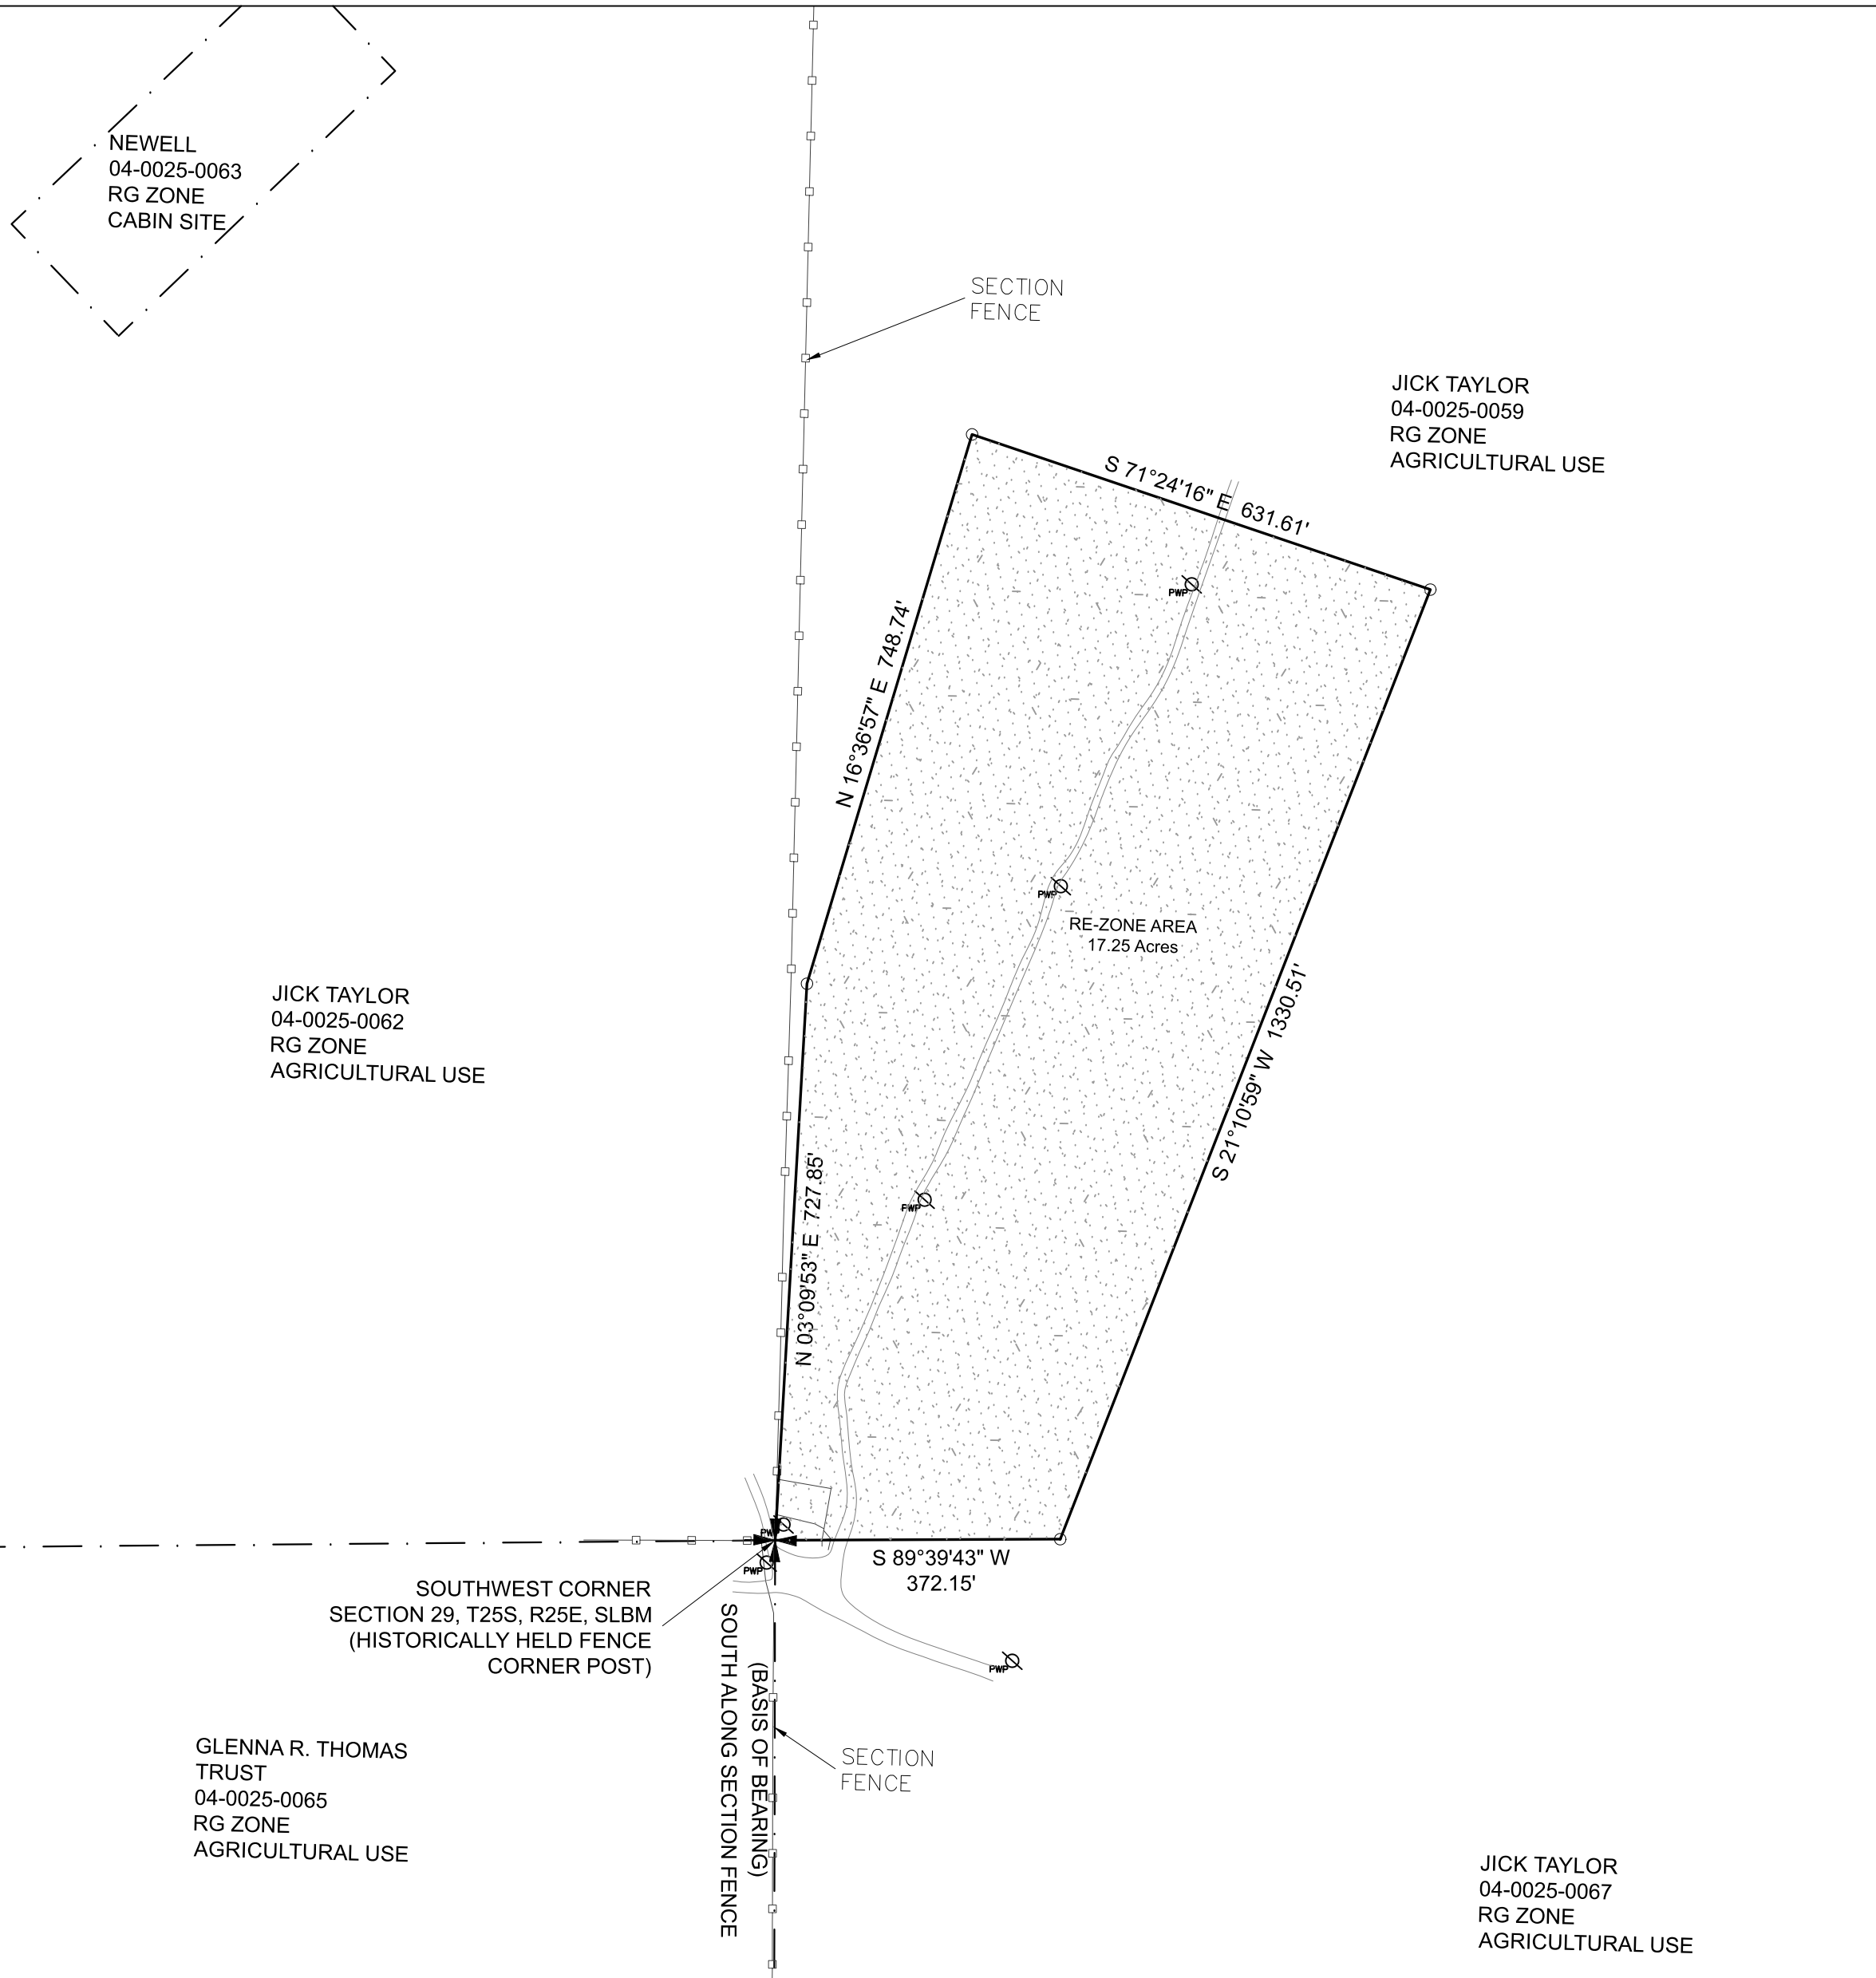 NEWELL
04-0025-0063
RG ZONE
CABIN SITE
SECTION
FENCE
JICK TAYLOR
04-0025-0059
RG ZONE
AGRICULTURAL USE
S 71°24'16" E 631.61'
PWP
N 16°36'57" E 748.74'
PWP
RE-ZONE AREA
17.25 Acres
JICK TAYLOR
04-0025-0062
RG ZONE
AGRICULTURAL USE
S 21°10'59" W 1330.51'
PWP
N 03°09'53" E 727.85'
PWP
PWP
S 89°39'43" W
372.15'
SOUTHWEST CORNER
SECTION 29, T25S, R25E, SLBM
(HISTORICALLY HELD FENCE
CORNER POST)
PWP
(BASIS OF BEARING)
SOUTH ALONG SECTION FENCE
SECTION
FENCE
GLENNA R. THOMAS
TRUST
04-0025-0065
RG ZONE
AGRICULTURAL USE
JICK TAYLOR
04-0025-0067
RG ZONE
AGRICULTURAL USE